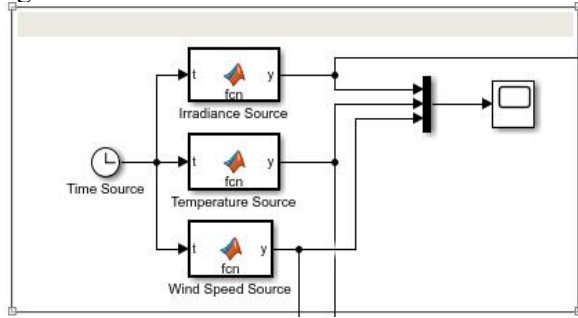 t
y
fcn
Irradiance Source
t
y
fcn
Temperature Source
Time Source
t
y
fcn
Wind Speed Source